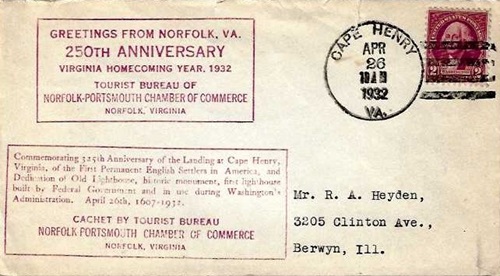 GREETINGS FROM NORFOLK, VA.
250TH ANNIVERSARY
VIRGINIA HOMECOMING YEAR, 1932
TOURIST BUREAU OF
NORFOLK-PORTSMOUTH CHAMBER OF COMMERCE
NORFOLK, VIRGINIA
CAPE HENRY
APR
26
10 AM
1932
VA.
2
Commemorating 325th Anniversary of the Landing at Cape Henry,
Virginia, of the First Permanent English Settlers in America, and
Dedication of Old Lighthouse, historic monument, first lighthouse
built by Federal Government and in use during Washington's
Administration. April 26th, 1607-1932.
CACHET BY TOURIST BUREAU
NORFOLK-PORTSMOUTH CHAMBER OF COMMERCE
NORFOLK, VIRGINIA
Mr. R. A. Heyden,
3205 Clinton Ave.,
Berwyn, Ill.